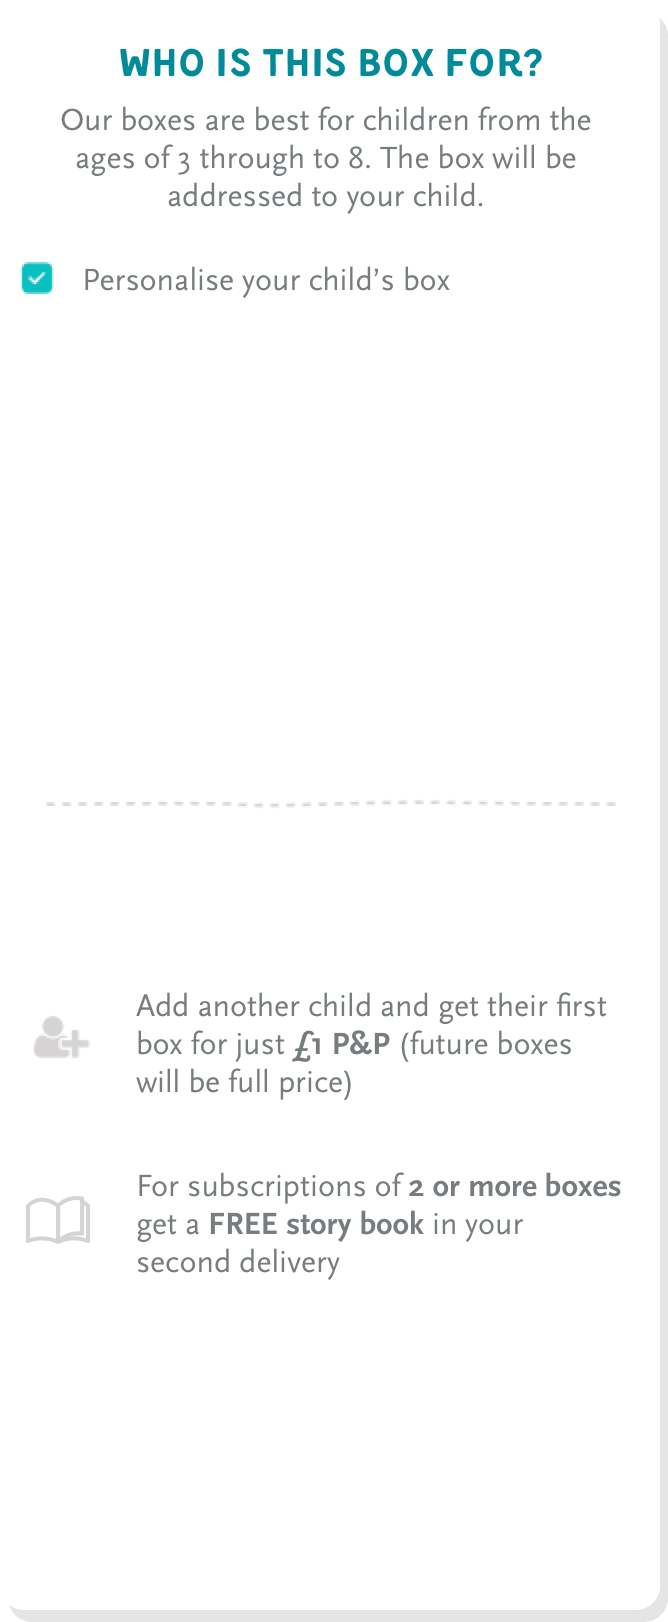 WHO IS THIS BOX FOR?
Our boxes are best for children from the
ages of 3 through to 8. The box will be
addressed to your child.
Personalise your child’s box
Add another child and get their first
box for just £1 P&P (future boxes
will be full price)
For subscriptions of 2 or more boxes
get a FREE story book in your
second delivery